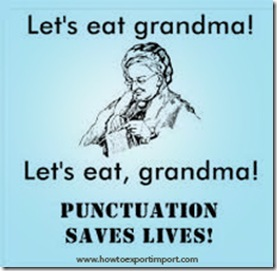 Let's eat grandma!
Let's eat, grandma!
PUNCTUATION
SAVES LIVES!
www.howtoexportimport.com